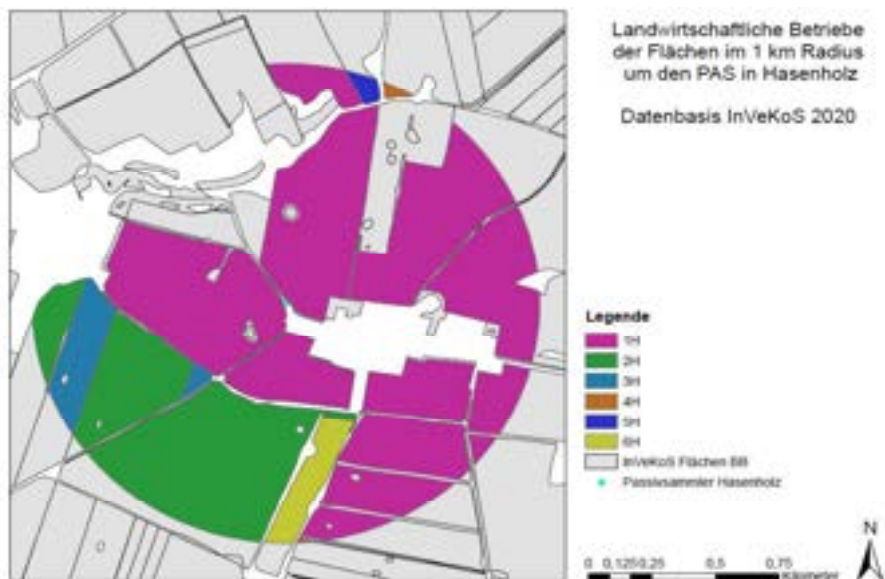 Landwirtschaftliche Betriebe
der Flächen im 1 km Radius
um den PAS in Hasenholz
Datenbasis InVeKoS 2020
Legende
1H
2H
3H
4H
5H
6H
InVeKoS Flächen BB
Passivsammler Hasenholz
N
0 0,125 0,25 0,5 0,75
Kilometer